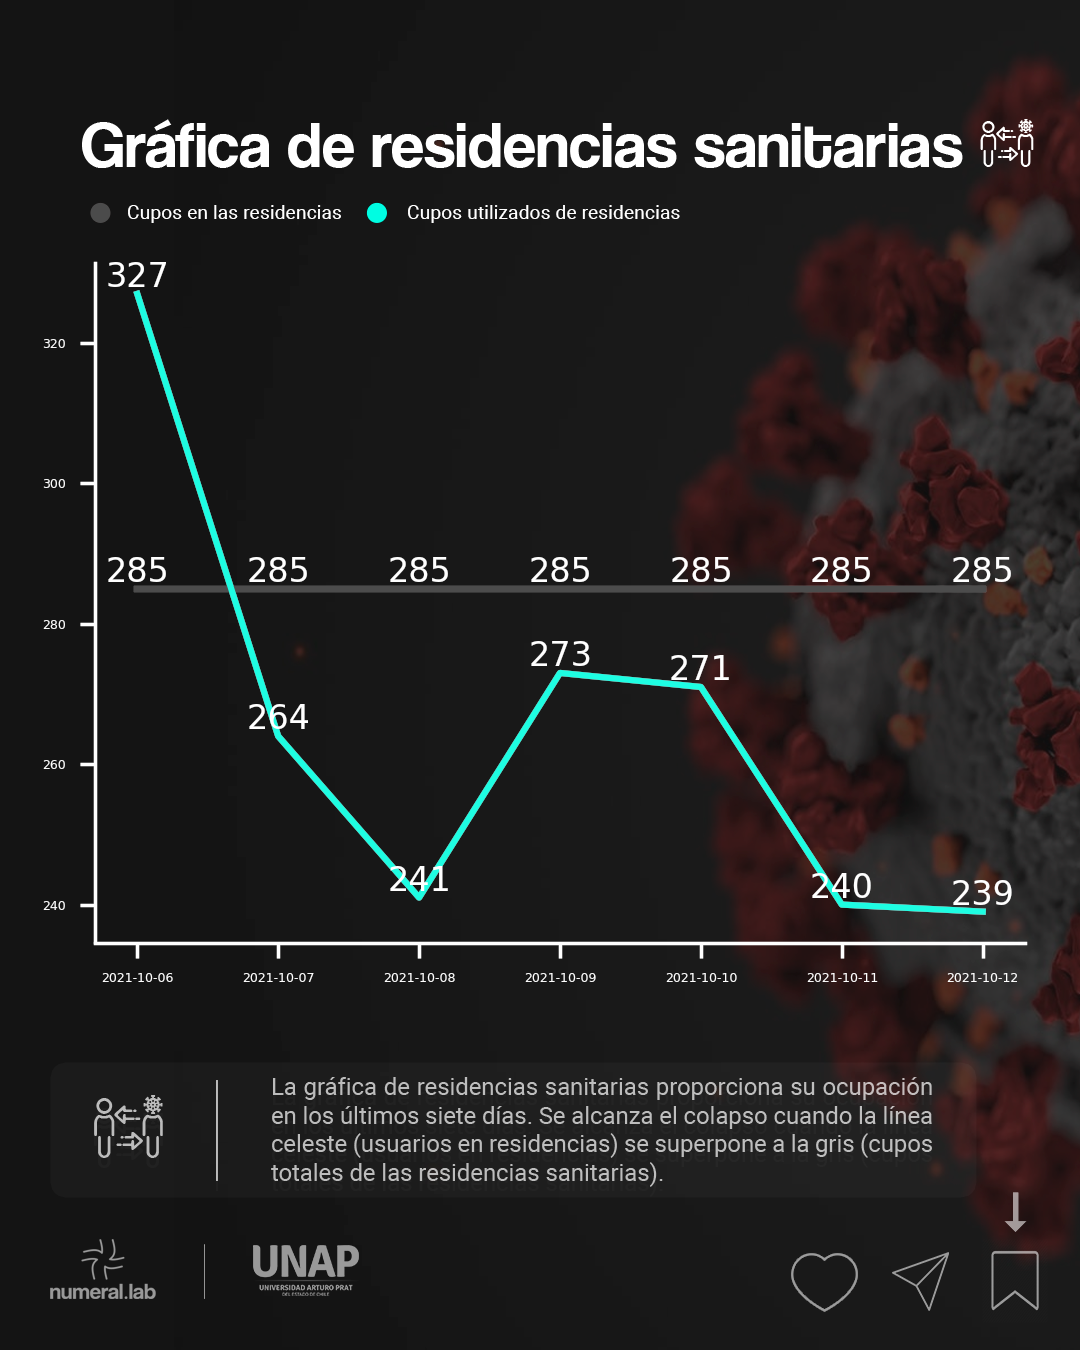 Gráfica de residencias sanitarias
Cupos en las residencias Cupos utilizados de residencias
327
320
300
285 285 285 285 285 285 285
280
273 271
264
260
241 240 239
240
2021-10-06 2021-10-07 2021-10-08 2021-10-09 2021-10-10 2021-10-11 2021-10-12
La gráfica de residencias sanitarias proporciona su ocupación
en los últimos siete días. Se alcanza el colapso cuando la línea
celeste (usuarios en residencias) se superpone a la gris (cupos
totales de las residencias sanitarias).
numeral.lab
UNAP
UNIVERSIDAD ARTURO PRAT
DEL ESTADO DE CHILE